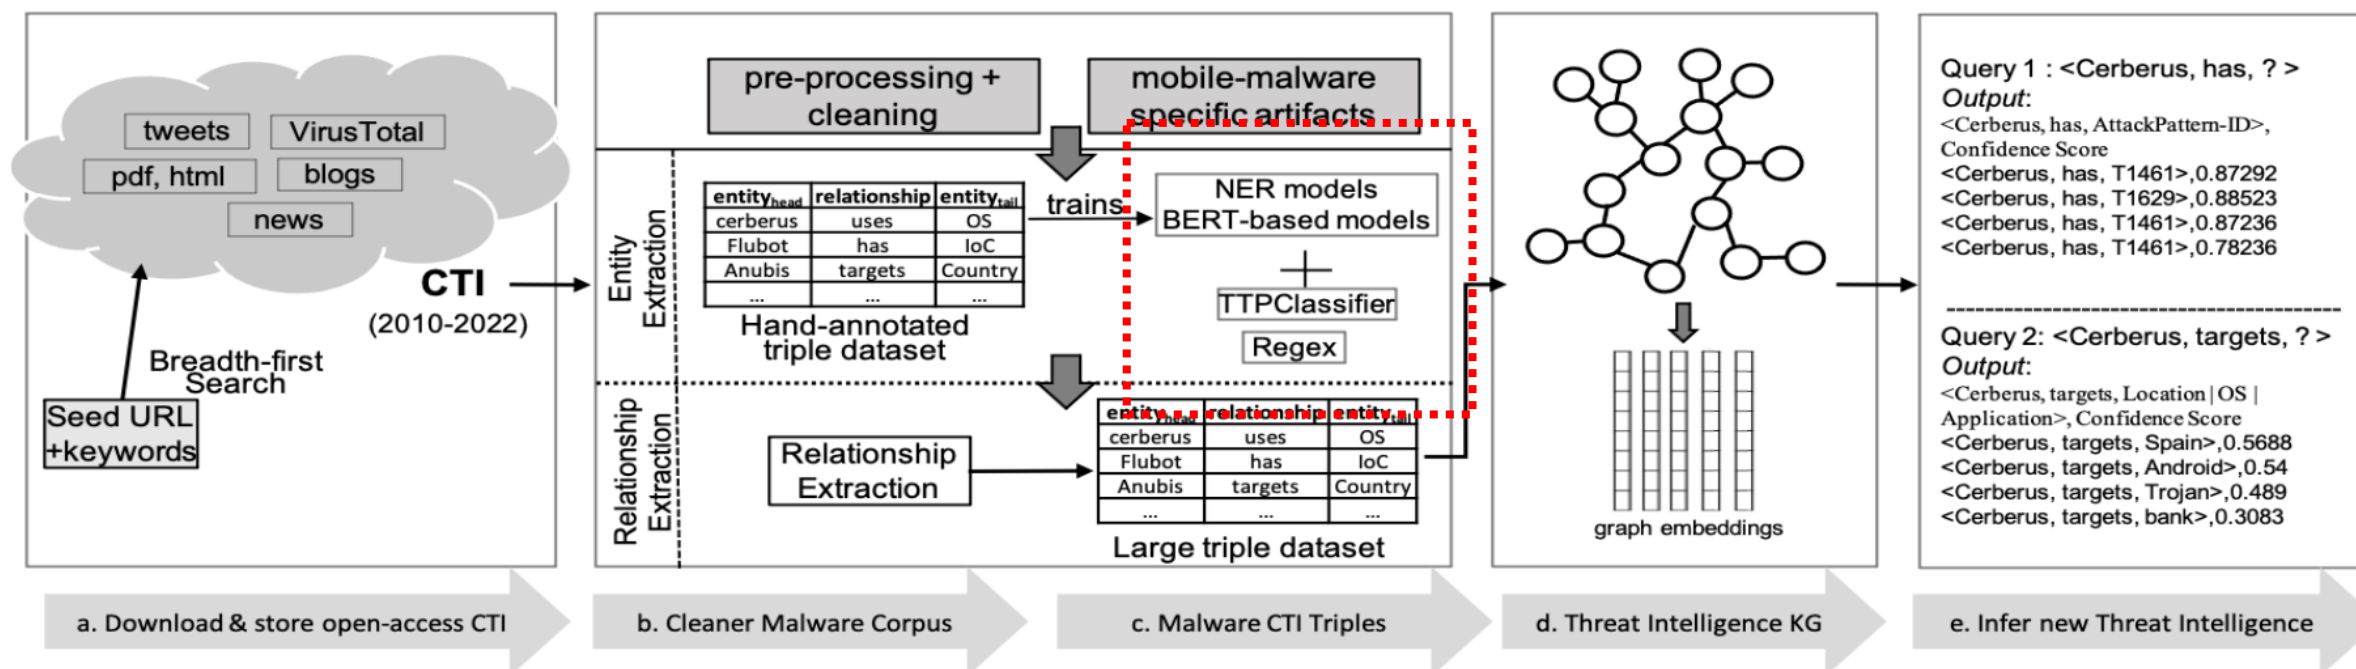 tweets
VirusTotal
pdf, html
blogs
news
CTI
(2010-2022)
Breadth-first
Search
Seed URL
+keywords
pre-processing +
cleaning
mobile-malware
specific artifacts
Entity
Extraction
entityhead relationship entitytail
cerberus uses OS
Flubot has IoC
Anubis targets Country
... ... ...
Hand-annotated
triple dataset
trains
NER models
BERT-based models
+
TTPClassifier
Regex
Relationship
Extraction
Relationship
Extraction
entityhead relationship entitytail
cerberus uses OS
Flubot has IoC
Anubis targets Country
... ... ...
Large triple dataset
graph embeddings
Query 1 : <Cerberus, has, ? >
Output:
<Cerberus, has, AttackPattern-ID>,
Confidence Score
<Cerberus, has, T1461>,0.87292
<Cerberus, has, T1629>,0.88523
<Cerberus, has, T1461>,0.87236
<Cerberus, has, T1461>,0.78236
Query 2: <Cerberus, targets, ? >
Output:
<Cerberus, targets, Location | OS |
Application>, Confidence Score
<Cerberus, targets, Spain>,0.5688
<Cerberus, targets, Android>,0.54
<Cerberus, targets, Trojan>,0.489
<Cerberus, targets, bank>,0.3083
a. Download & store open-access CTI
b. Cleaner Malware Corpus
c. Malware CTI Triples
d. Threat Intelligence KG
e. Infer new Threat Intelligence